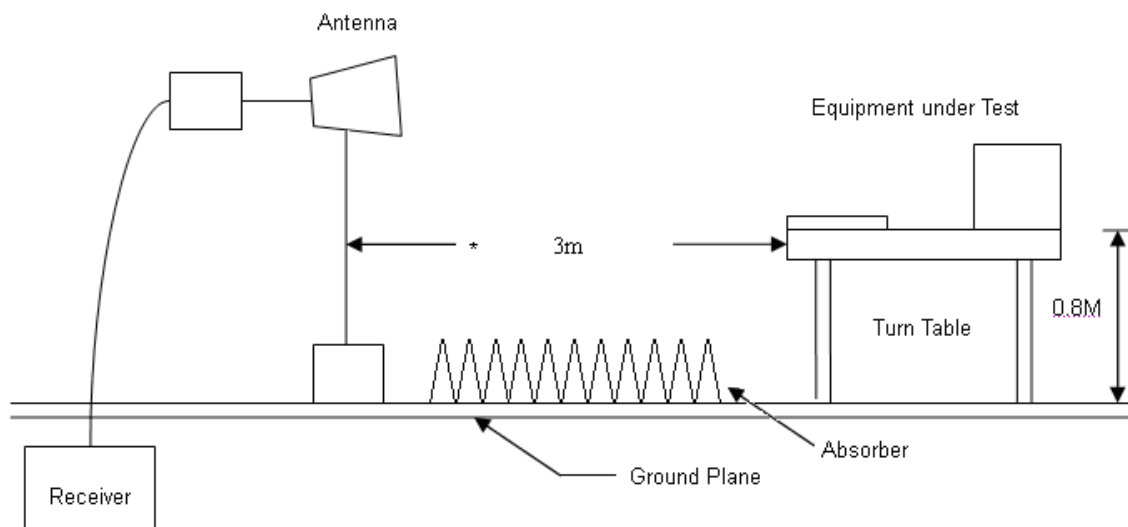 Antenna
Equipment under Test
* 3m
0.8M
Turn Table
Absorber
Ground Plane
Receiver